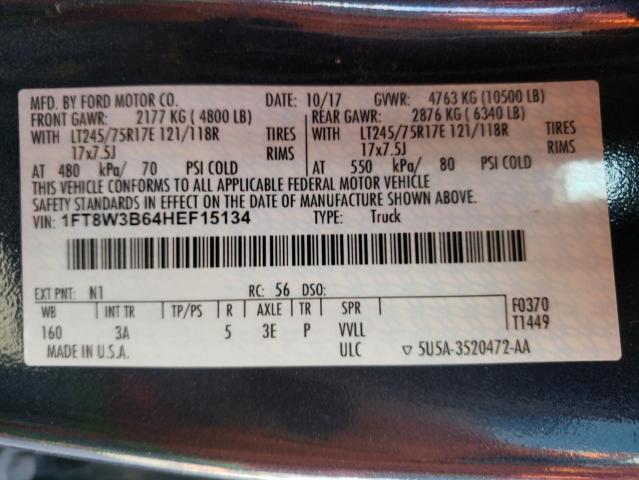 MFD. BY FORD MOTOR CO. DATE: 10/17 GVWR: 4763 KG (10500 LB)
FRONT GAWR: 2177 KG ( 4800 LB) REAR GAWR: 2876 KG ( 6340 LB)
WITH LT245/75R17E 121/118R TIRES WITH LT245/75R17E 121/118R TIRES
17x7.5J RIMS 17x7.5J RIMS
AT 480 kPa/ 70 PSI COLD AT 550 kPa/ 80 PSI COLD
THIS VEHICLE CONFORMS TO ALL APPLICABLE FEDERAL MOTOR VEHICLE
SAFETY STANDARDS IN EFFECT ON THE DATE OF MANUFACTURE SHOWN ABOVE.
VIN: 1FT8W3B64HEF15134 TYPE: Truck
EXT PNT: N1 RC: 56 DSO:
WB INT TR TP/PS R AXLE TR SPR F0370
160 3A 5 3E P VVLL T1449
MADE IN U.S.A. ULC ▽ 5U5A-3520472-AA